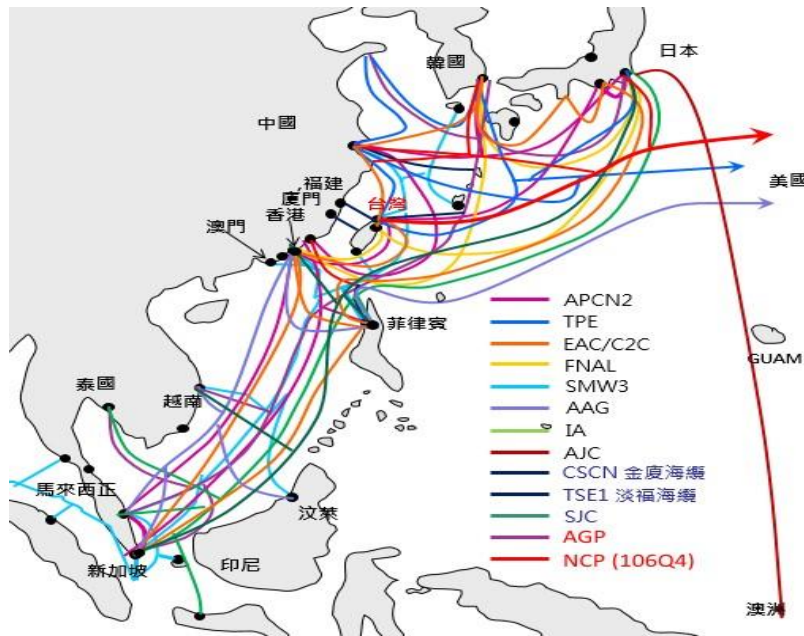 日本
韓國
中國
福建
廈門
香港
澳門
台灣
美國
菲律賓
泰國
越南
馬來西正
新加坡
印尼
汶萊
GUAM
澳洲
APCN2
TPE
EAC/C2C
FNAL
SMW3
AAG
IA
AJC
CSCN 金廈海纜
TSE1 淡福海纜
SJC
AGP
NCP (106Q4)